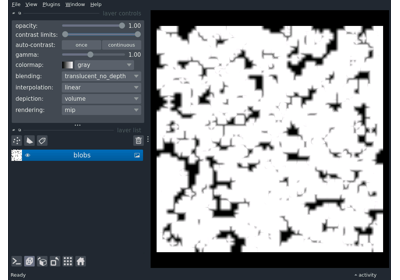 File View Plugins Window Help
layer controls
opacity: 1.00
contrast limits:
auto-contrast: once continuous
gamma: 1.00
colormap: gray
blending: translucent_no_depth
interpolation: linear
depiction: volume
rendering: mip
layer list
blobs
Ready
activity